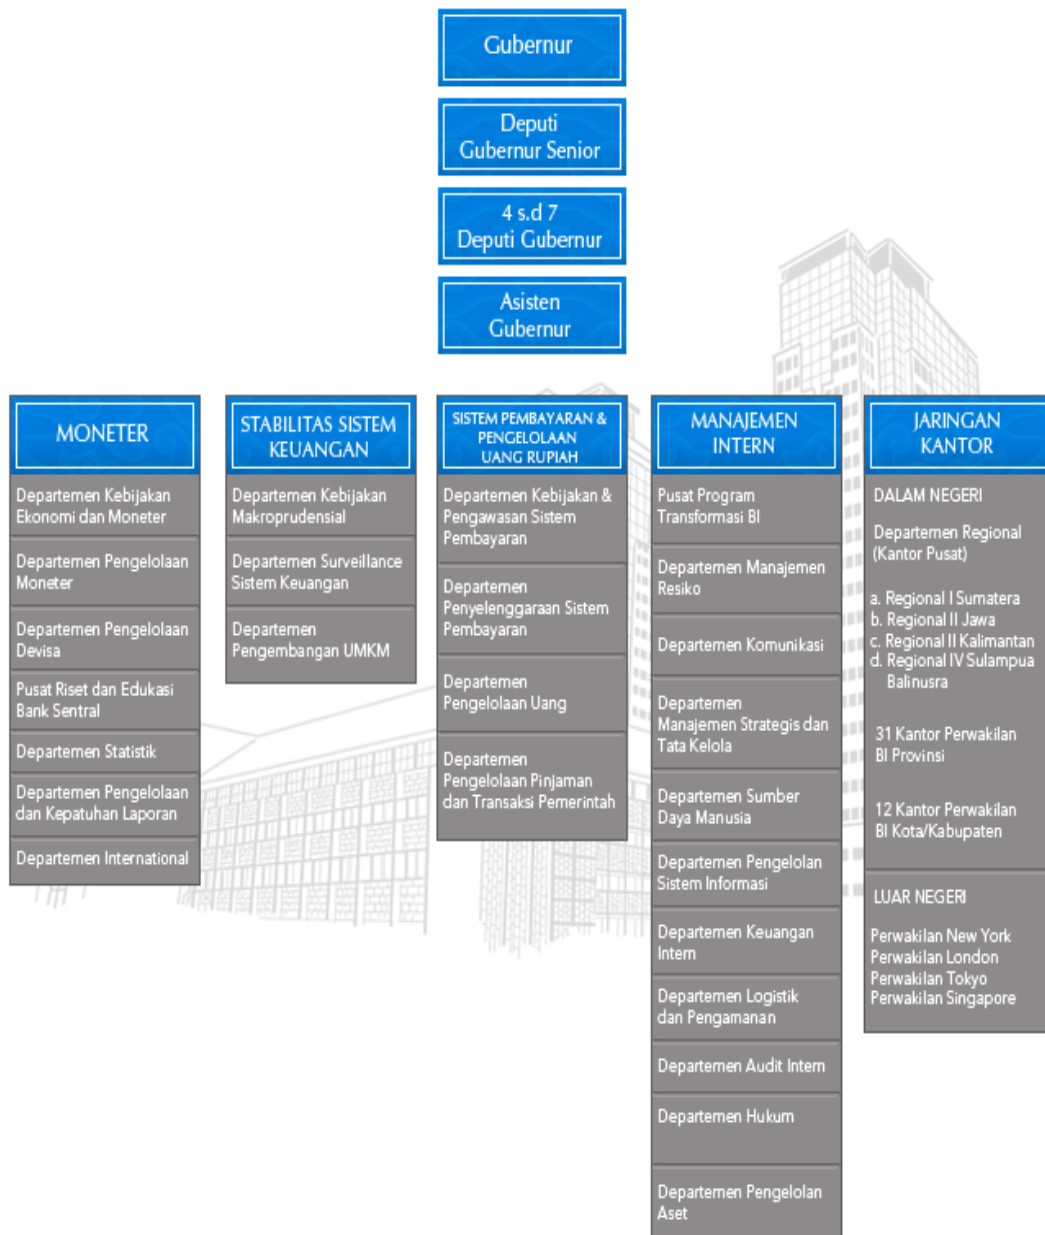 Gubernur
Deputi
Gubernur Senior
4 s.d 7
Deputi Gubernur
Asisten
Gubernur
MONETER
Departemen Kebijakan
Ekonomi dan Moneter
Departemen Pengelolaan
Moneter
Departemen Pengelolaan
Devisa
Pusat Riset dan Edukasi
Bank Sentral
Departemen Statistik
Departemen Pengelolaan
dan Kepatuhan Laporan
Departemen International
STABILITAS SISTEM
KEUANGAN
Departemen Kebijakan
Makroprudensial
Departemen Surveillance
Sistem Keuangan
Departemen
Pengembangan UMKM
SISTEM PEMBAYARAN &
PENGELOLAAN
UANG RUPIAH
Departemen Kebijakan &
Pengawasan Sistem
Pembayaran
Departemen
Penyelenggaraan Sistem
Pembayaran
Departemen
Pengelolaan Uang
Departemen
Pengelolaan Pinjaman
dan Transaksi Pemerintah
MANAJEMEN
INTERN
Pusat Program
Transformasi BI
Departemen Manajemen
Resiko
Departemen Komunikasi
Departemen
Manajemen Strategis dan
Tata Kelola
Departemen Sumber
Daya Manusia
Departemen Pengelolan
Sistem Informasi
Departemen Keuangan
Intern
Departemen Logistik
dan Pengamanan
Departemen Audit Intern
Departemen Hukum
Departemen Pengelolan
Aset
JARINGAN
KANTOR
DALAM NEGERI
Departemen Regional
(Kantor Pusat)
a. Regional I Sumatera
b. Regional II Jawa
c. Regional II Kalimantan
d. Regional IV Sulampua
Balinusra
31 Kantor Perwakilan
BI Provinsi
12 Kantor Perwakilan
BI Kota/Kabupaten
LUAR NEGERI
Perwakilan New York
Perwakilan London
Perwakilan Tokyo
Perwakilan Singapore